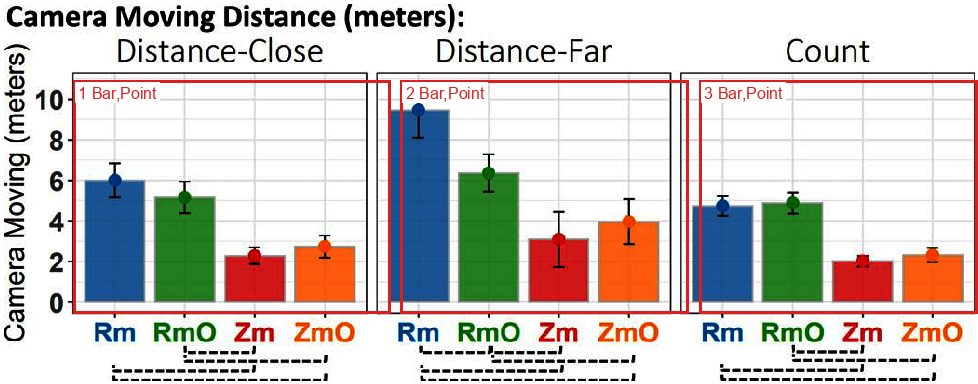 Camera Moving Distance (meters):
Distance-Close Distance-Far Count
Camera Moving (meters)
10
8
6
4
2
0
1 Bar,Point
2 Bar,Point
3 Bar,Point
Rm RmO Zm ZmO Rm RmO Zm ZmO Rm RmO Zm ZmO